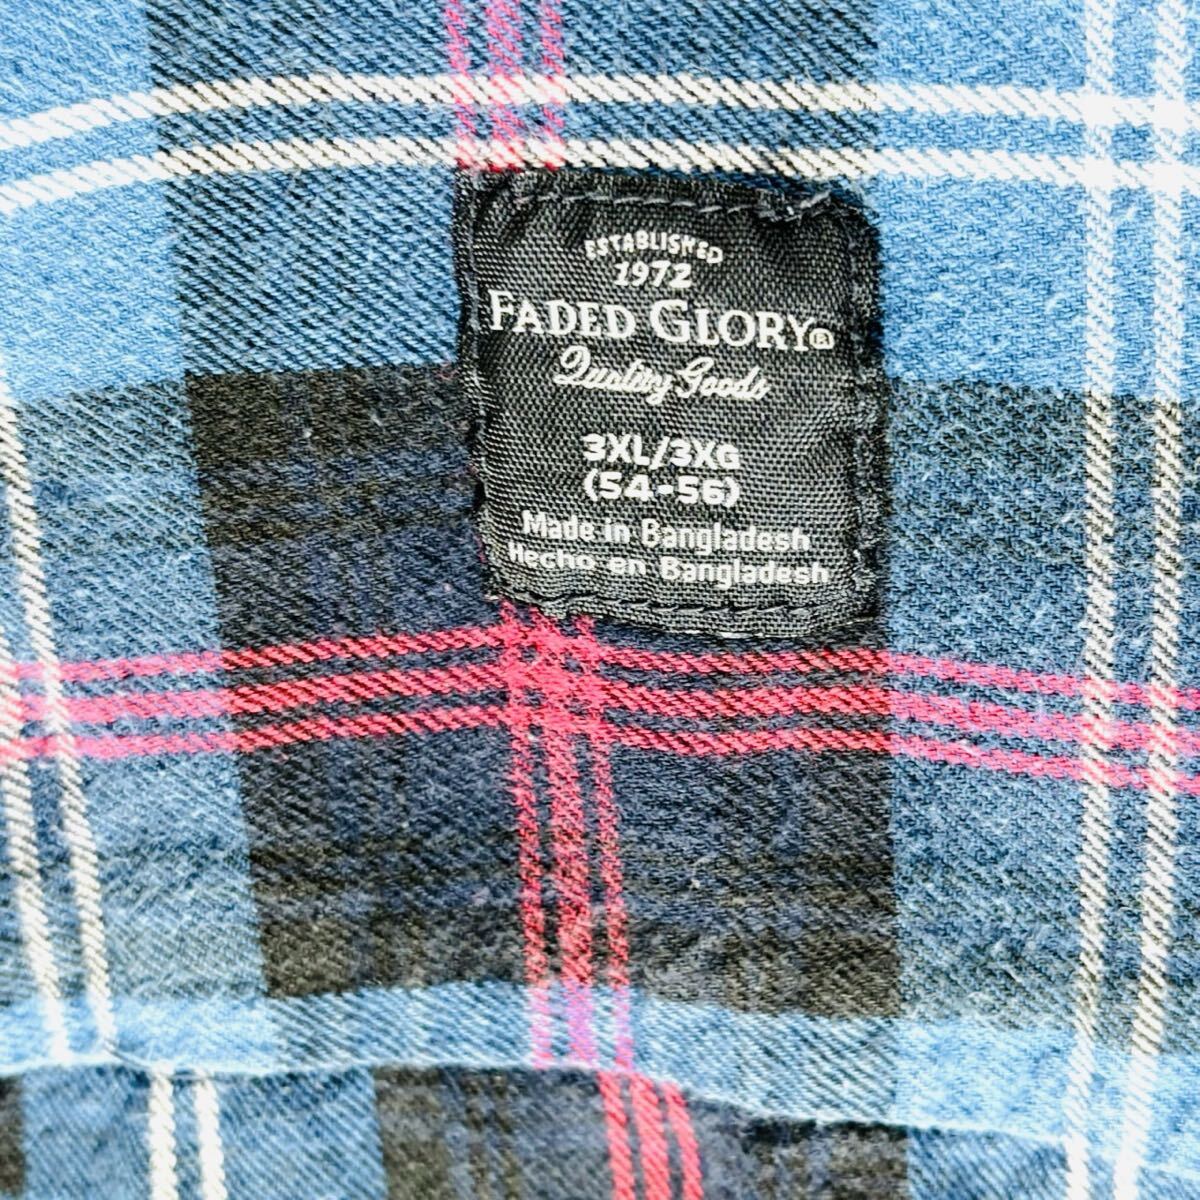 ESTABLISHED
1972
FADED GLORY®
Quality Goods
3XL/3XG
(54-56)
Made in Bangladesh
Hecho en Bangladesh